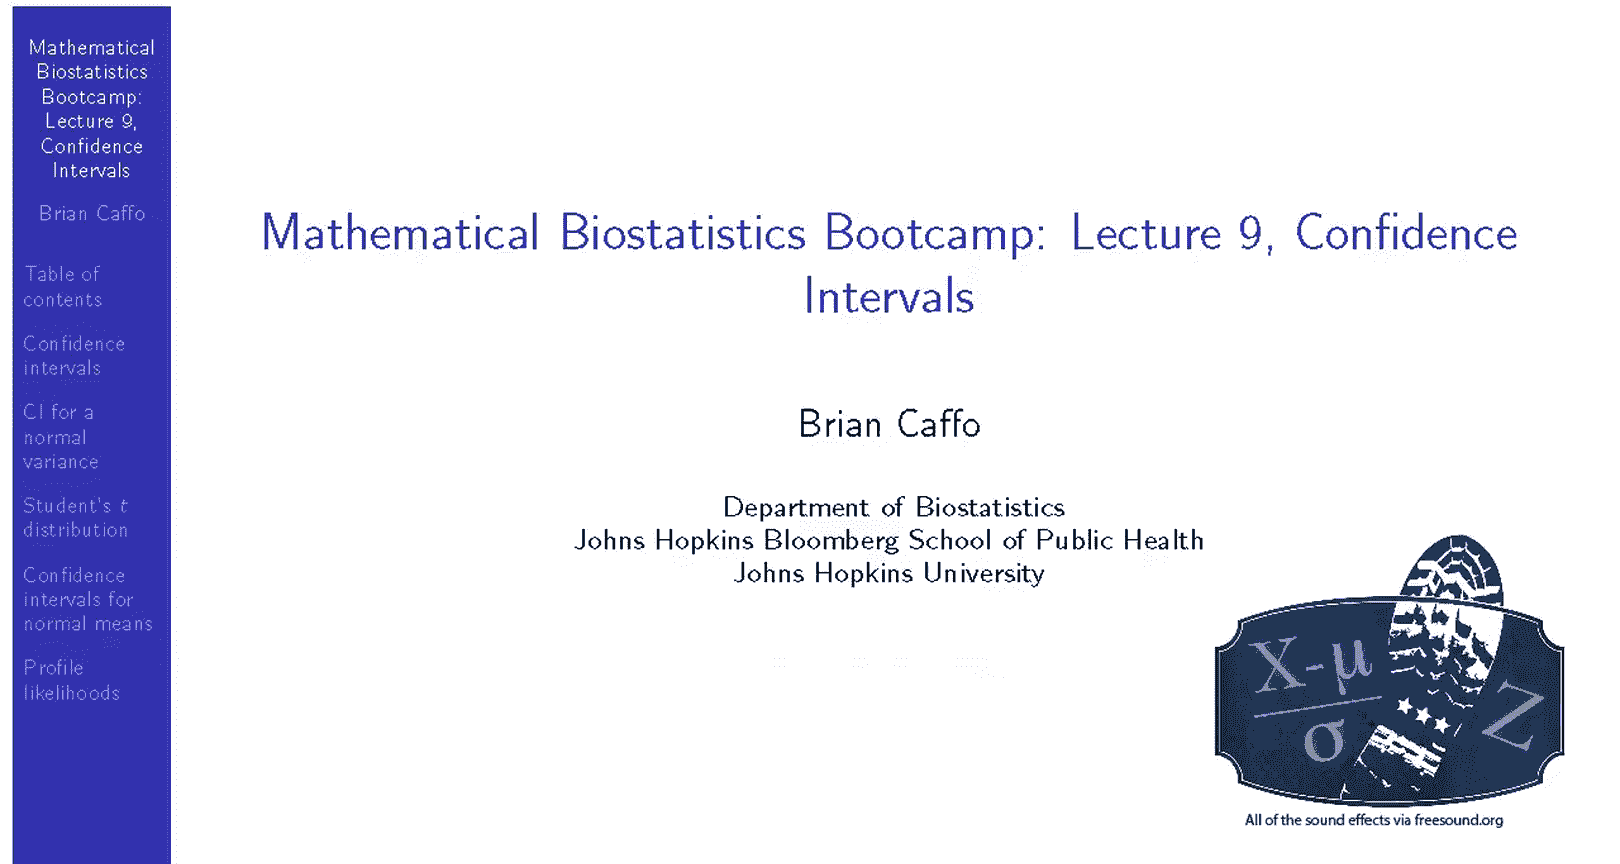 Mathematical
Biostatistics
Bootcamp:
Lecture 9,
Confidence
Intervals
Brian Caffo
Table of
contents
Confidence
intervals
CI for a
normal
variance
Student's t
distribution
Confidence
intervals for
normal means
Profile
likelihoods
Mathematical Biostatistics Bootcamp: Lecture 9, Confidence
Intervals
Brian Caffo
Department of Biostatistics
Johns Hopkins Bloomberg School of Public Health
Johns Hopkins University
X-μ
σ
Z
All of the sound effects via freesound.org